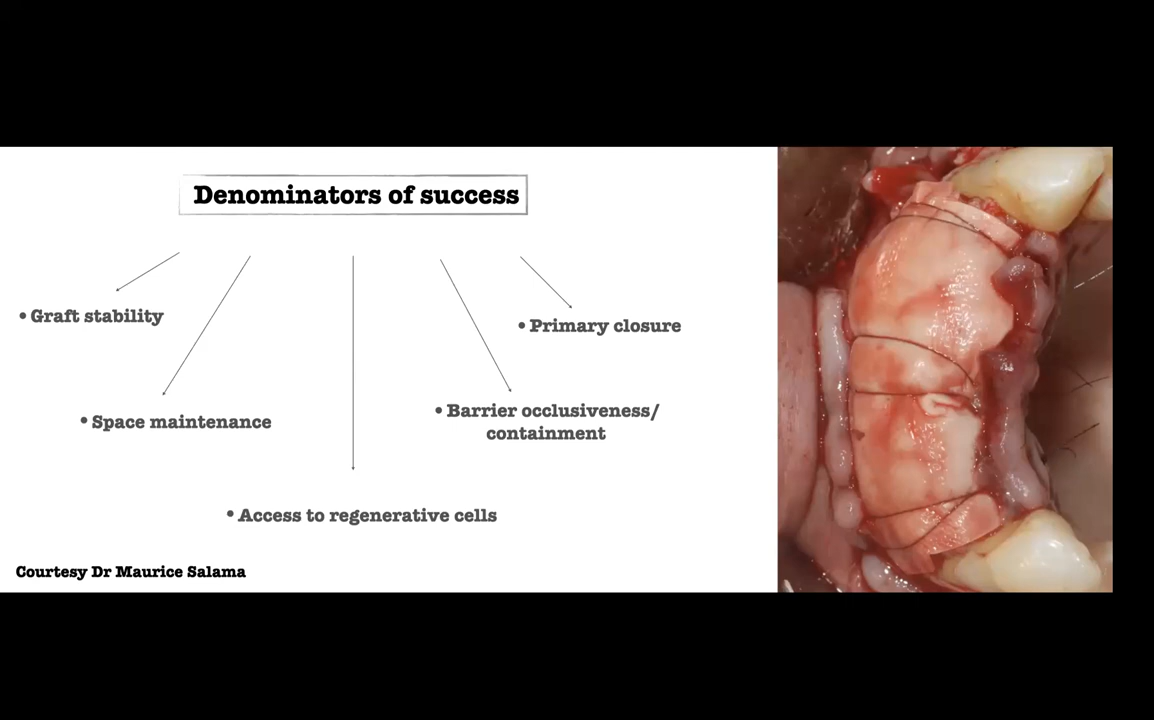 Denominators of success
• Graft stability
• Primary closure
• Space maintenance
• Barrier occlusiveness/
containment
• Access to regenerative cells
Courtesy Dr Maurice Salama